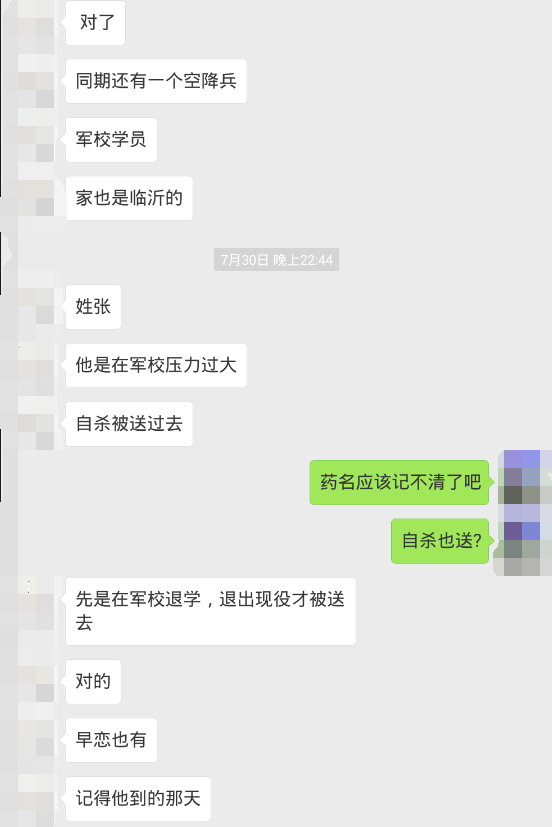 对了
同期还有一个空降兵
军校学员
家也是临沂的
7月30日 晚上22:44
姓张
他是在军校压力过大
自杀被送过去
药名应该记不清了吧
自杀也送?
先是在军校退学，退出现役才被送
去
对的
早恋也有
记得他到的那天